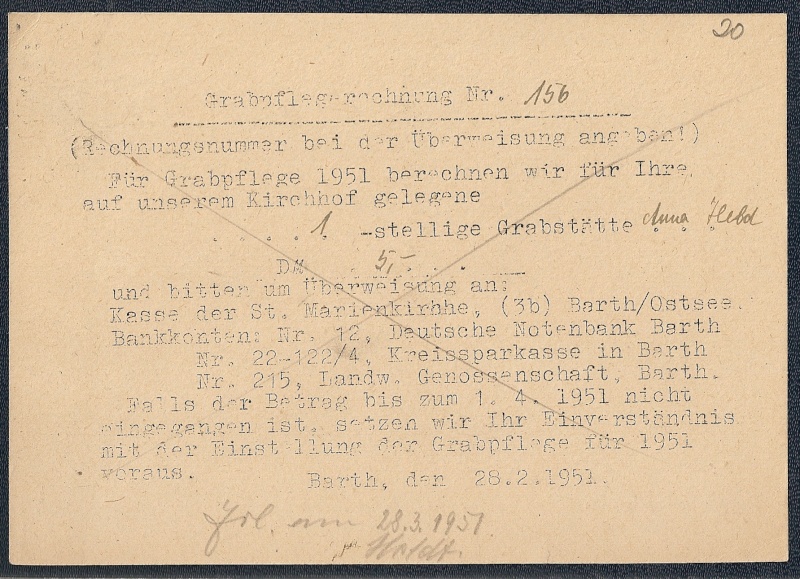 20
Grabpflegerechnung Nr. 156
(Rechnungsnummer bei der Überweisung angeben!)
Für Grabpflege 1951 berechnen wir für Ihre
auf unserem Kirchhof gelegene
. . . . 1 -stellige Grabstätte Anna . . .
DM . . 5,- . .
und bitten um Überweisung an:
Kasse der St. Marienkirhhe, (3b) Barth/Ostsee.
Bankkonten: Nr. 12, Deutsche Notenbank Barth
Nr. 22-122/4, Kreissparkasse in Barth
Nr. 215, Landw. Genossenschaft, Barth.
Falls der Betrag bis zum 1. 4. 1951 nicht
eingegangen ist, setzen wir Ihr Einverständnis
mit der Einstellung der Grabpflege für 1951
voraus.
Barth, den 28.2.1951.
am 28.3.1951